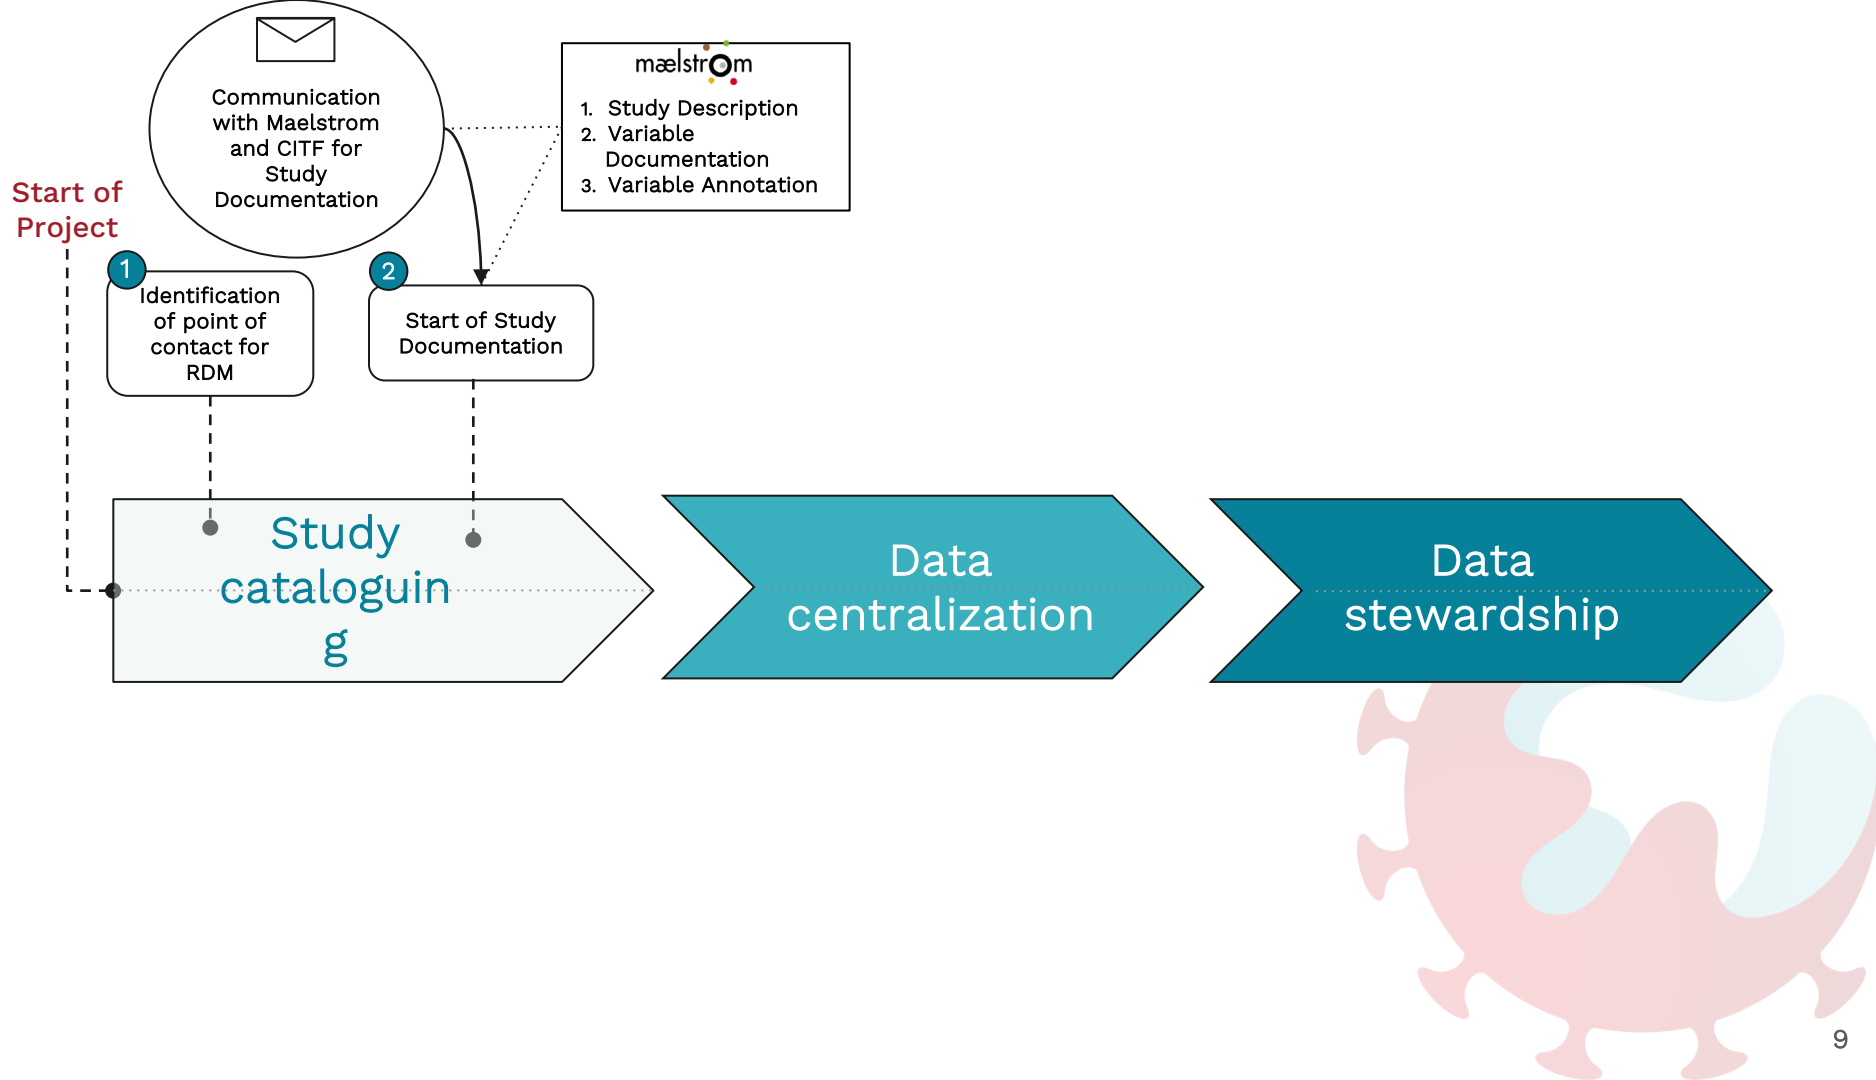 Communication
with Maelstrom
and CITF for
Study
Documentation
mælstrom
1. Study Description
2. Variable
Documentation
3. Variable Annotation
Start of
Project
1
Identification
of point of
contact for
RDM
2
Start of Study
Documentation
Study
cataloguin
g
Data
centralization
Data
stewardship
9